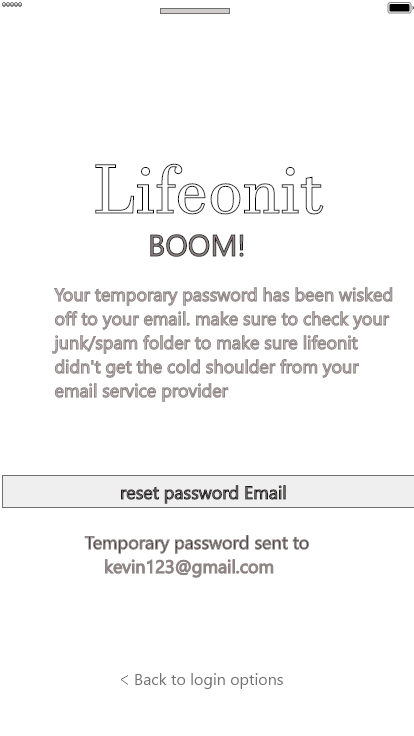 Lifeonit
BOOM!
Your temporary password has been wisked
off to your email. make sure to check your
junk/spam folder to make sure lifeonit
didn't get the cold shoulder from your
email service provider
reset password Email
Temporary password sent to
kevin123@gmail.com
< Back to login options